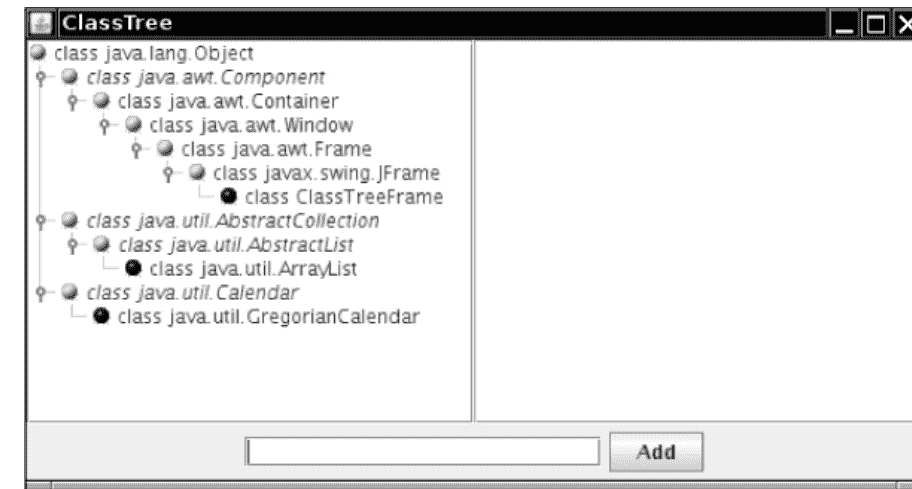 ClassTree
class java.lang.Object
class java.awt.Component
class java.awt.Container
class java.awt.Window
class java.awt.Frame
class javax.swing.JFrame
class ClassTreeFrame
class java.util.AbstractCollection
class java.util.AbstractList
class java.util.ArrayList
class java.util.Calendar
class java.util.GregorianCalendar
Add